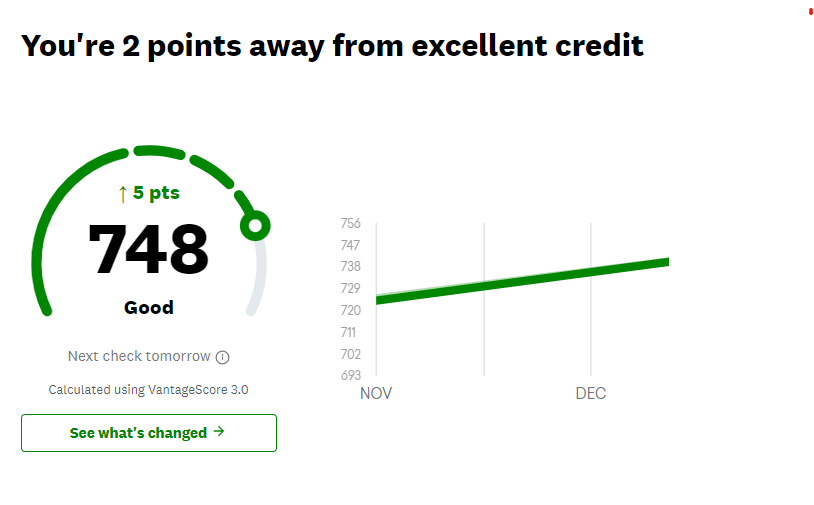 You're 2 points away from excellent credit
↑ 5 pts
748
Good
Next check tomorrow
Calculated using VantageScore 3.0
See what's changed →
756
747
738
729
720
711
702
693
NOV DEC